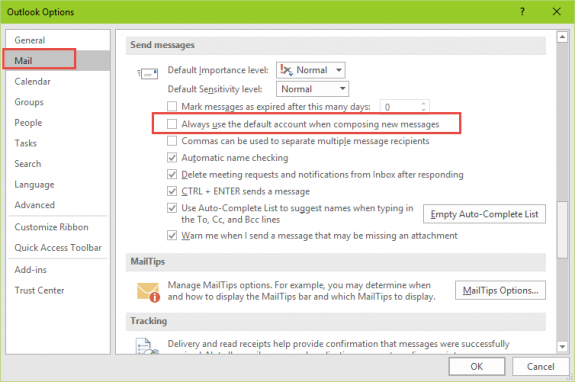 Outlook Options
?
General
Mail
Calendar
Groups
People
Tasks
Search
Language
Advanced
Customize Ribbon
Quick Access Toolbar
Add-ins
Trust Center
Send messages
Default Importance level: Normal
Default Sensitivity level: Normal
Mark messages as expired after this many days: 0
Always use the default account when composing new messages
Commas can be used to separate multiple message recipients
Automatic name checking
Delete meeting requests and notifications from Inbox after responding
CTRL + ENTER sends a message
Use Auto-Complete List to suggest names when typing in
the To, Cc, and Bcc lines
Empty Auto-Complete List
Warn me when I send a message that may be missing an attachment
MailTips
Manage MailTips options. For example, you may determine when
and how to display the MailTips bar and which MailTips to display.
MailTips Options...
Tracking
Delivery and read receipts help provide confirmation that messages were successfully
OK
Cancel